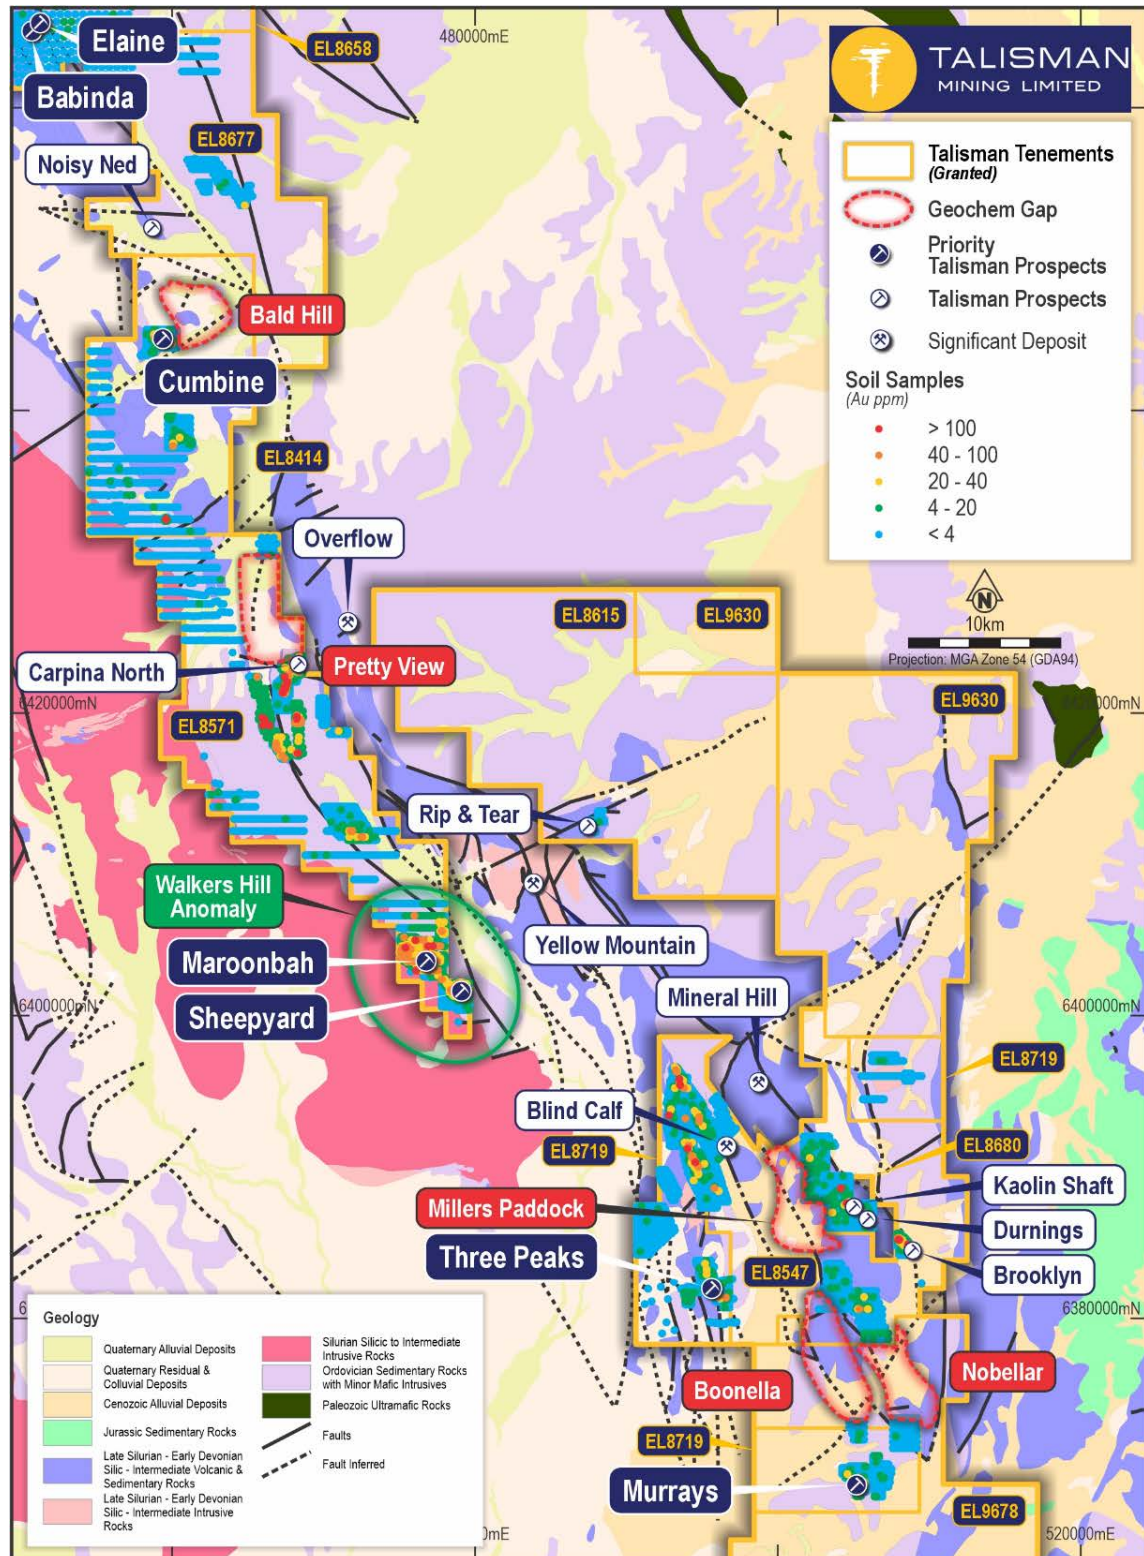 Elaine
EL8658
480000mE
TALISMAN
MINING LIMITED
Babinda
EL8677
Noisy Ned
Talisman Tenements
(Granted)
Geochem Gap
Priority
Talisman Prospects
Talisman Prospects
Significant Deposit
Soil Samples
(Au ppm)
> 100
40 - 100
20 - 40
4 - 20
< 4
Bald Hill
Cumbine
EL8414
Overflow
N
10km
Projection: MGA Zone 54 (GDA94)
EL8615
EL9630
Carpina North
Pretty View
6420000mN
EL9630
EL8571
Rip & Tear
Walkers Hill
Anomaly
Yellow Mountain
Maroonbah
Mineral Hill
Sheepyard
6400000mN
6400000mN
EL8719
Blind Calf
EL8719
EL8680
Kaolin Shaft
Millers Paddock
Durnings
Three Peaks
EL8547
Brooklyn
6380000mN
Boonella
Nobellar
EL8719
Murrays
EL9678
520000mE
Geology
Quaternary Alluvial Deposits
Quaternary Residual &
Colluvial Deposits
Cenozoic Alluvial Deposits
Jurassic Sedimentary Rocks
Late Silurian - Early Devonian
Silic - Intermediate Volcanic &
Sedimentary Rocks
Late Silurian - Early Devonian
Silic - Intermediate Intrusive
Rocks
Silurian Silicic to Intermediate
Intrusive Rocks
Ordovician Sedimentary Rocks
with Minor Mafic Intrusives
Paleozoic Ultramafic Rocks
Faults
Fault Inferred